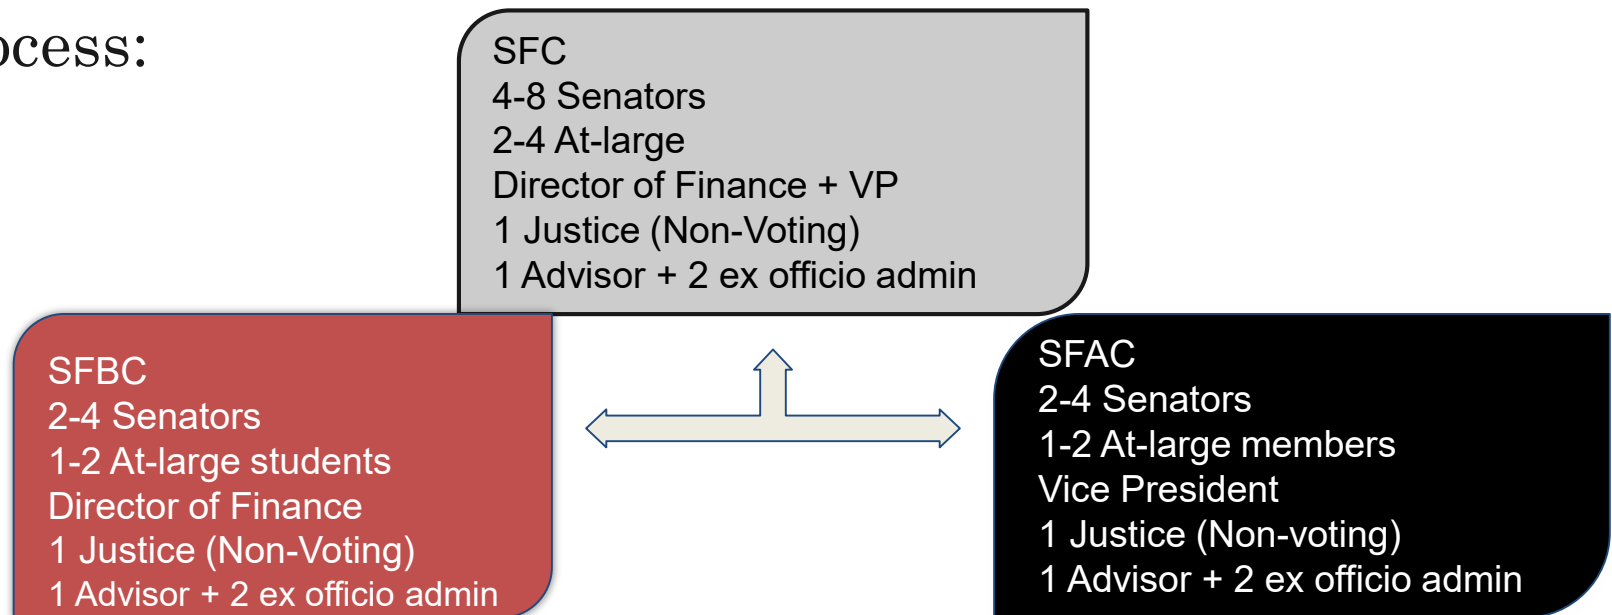 ocess:
SFC
4-8 Senators
2-4 At-large
Director of Finance + VP
1 Justice (Non-Voting)
1 Advisor + 2 ex officio admin
SFBC
2-4 Senators
1-2 At-large students
Director of Finance
1 Justice (Non-Voting)
1 Advisor + 2 ex officio admin
SFAC
2-4 Senators
1-2 At-large members
Vice President
1 Justice (Non-voting)
1 Advisor + 2 ex officio admin